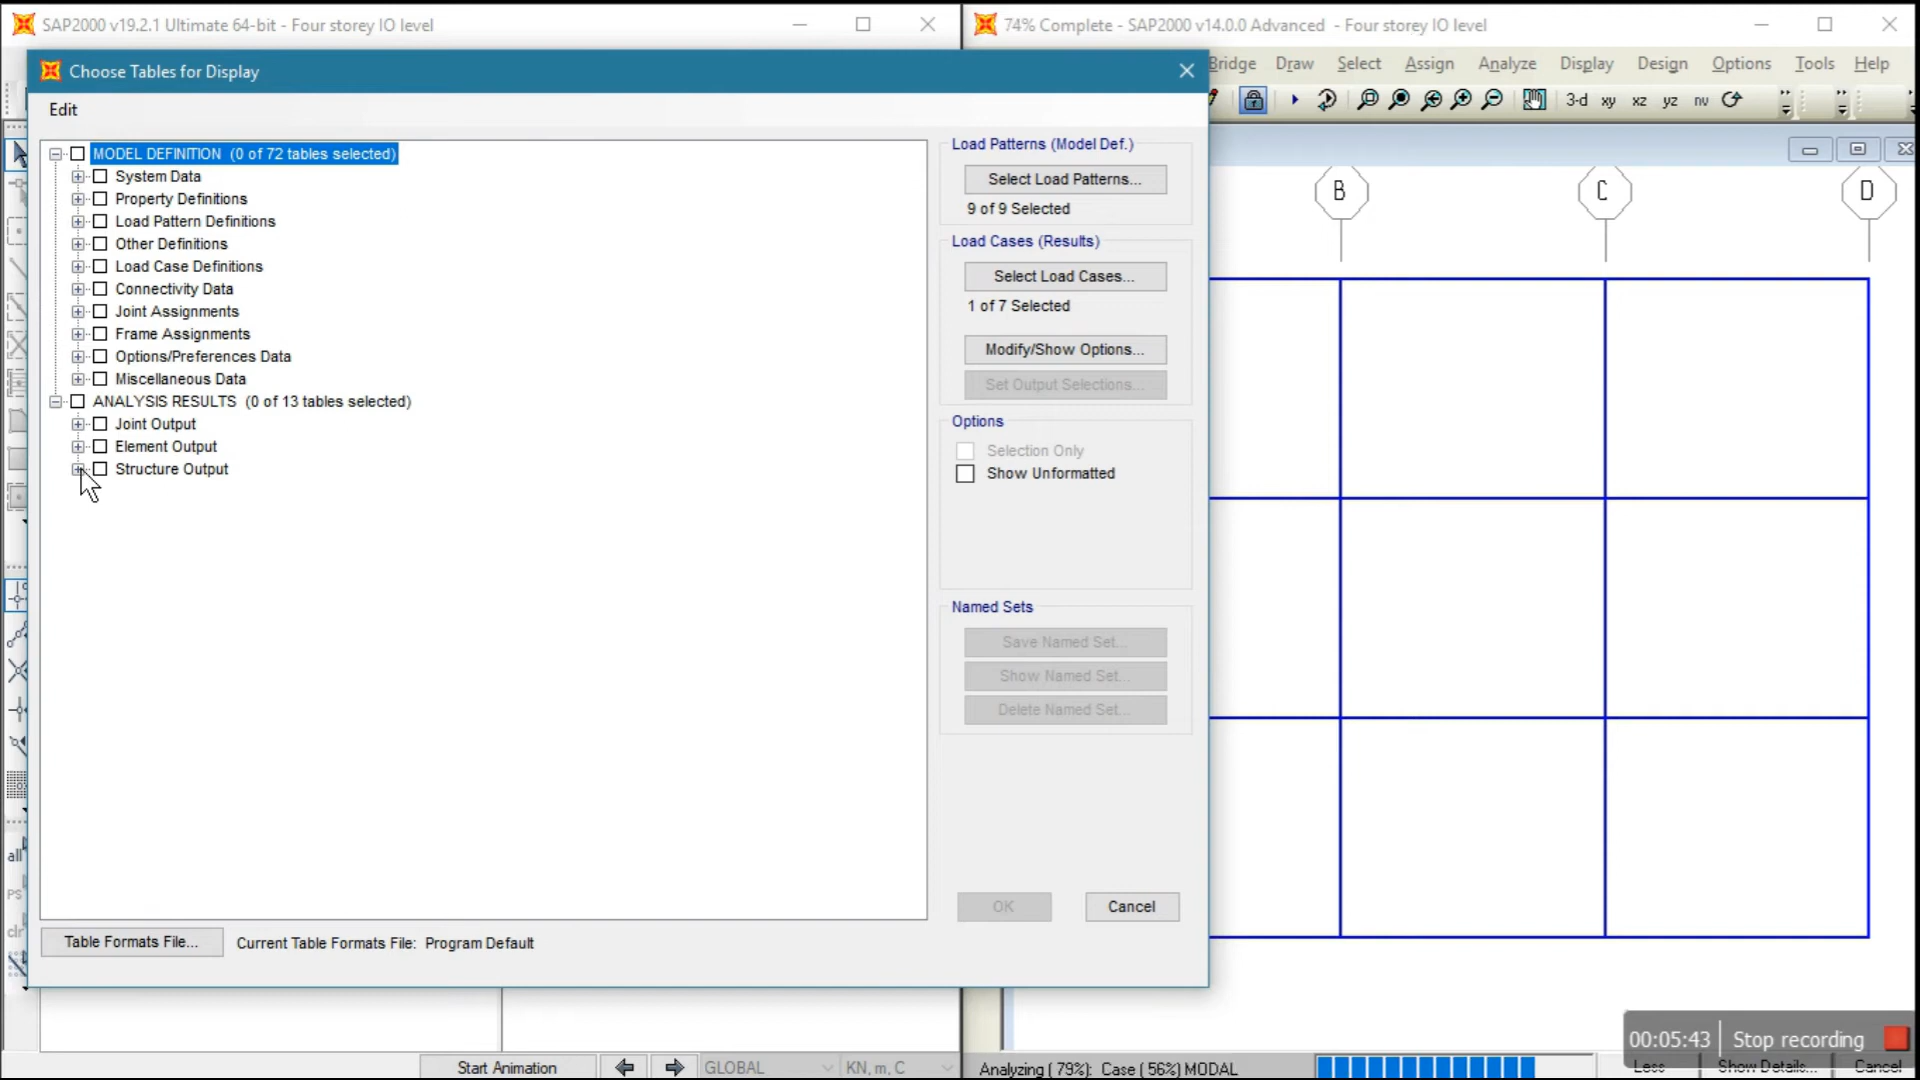 SAP2000 v19.2.1 Ultimate 64-bit - Four storey IO level
74% Complete - SAP2000 v14.0.0 Advanced - Four storey IO level
Choose Tables for Display
Bridge Draw Select Assign Analyze Display Design Options Tools Help
3-d xy xz yz nv
Edit
MODEL DEFINITION (0 of 72 tables selected)
System Data
Property Definitions
Load Pattern Definitions
Other Definitions
Load Case Definitions
Connectivity Data
Joint Assignments
Frame Assignments
Options/Preferences Data
Miscellaneous Data
ANALYSIS RESULTS (0 of 13 tables selected)
Joint Output
Element Output
Structure Output
Load Patterns (Model Def.)
Select Load Patterns...
9 of 9 Selected
Load Cases (Results)
Select Load Cases...
1 of 7 Selected
Modify/Show Options...
Set Output Selections...
Options
Selection Only
Show Unformatted
Named Sets
Save Named Set...
Show Named Set...
Delete Named Set...
OK Cancel
Table Formats File... Current Table Formats File: Program Default
B C D
all
PS
clr
Start Animation GLOBAL KN, m, C
Analyzing ( 79%): Case ( 56%) MODAL
00:05:43 Stop recording
Less Show Details... Cancel